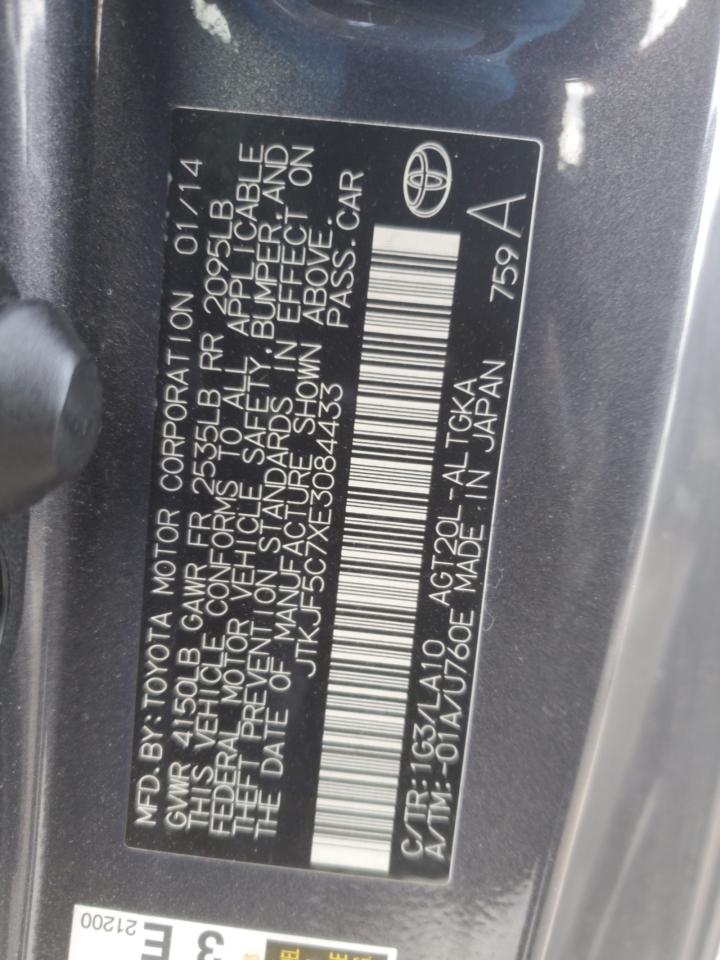 MFD. BY: TOYOTA MOTOR CORPORATION 01/14
GVWR 4150LB GAWR FR 2535LB RR 2095LB
THIS VEHICLE CONFORMS TO ALL APPLICABLE
FEDERAL MOTOR VEHICLE SAFETY, BUMPER, AND
THEFT PREVENTION STANDARDS IN EFFECT ON
THE DATE OF MANUFACTURE SHOWN ABOVE.
JTKJF5C7XE3084433 PASS. CAR
C/TR: 1G3/LA10 AGT20L-ALTGKA 759 A
A/TM: -01A/U760E MADE IN JAPAN
21200
E
3